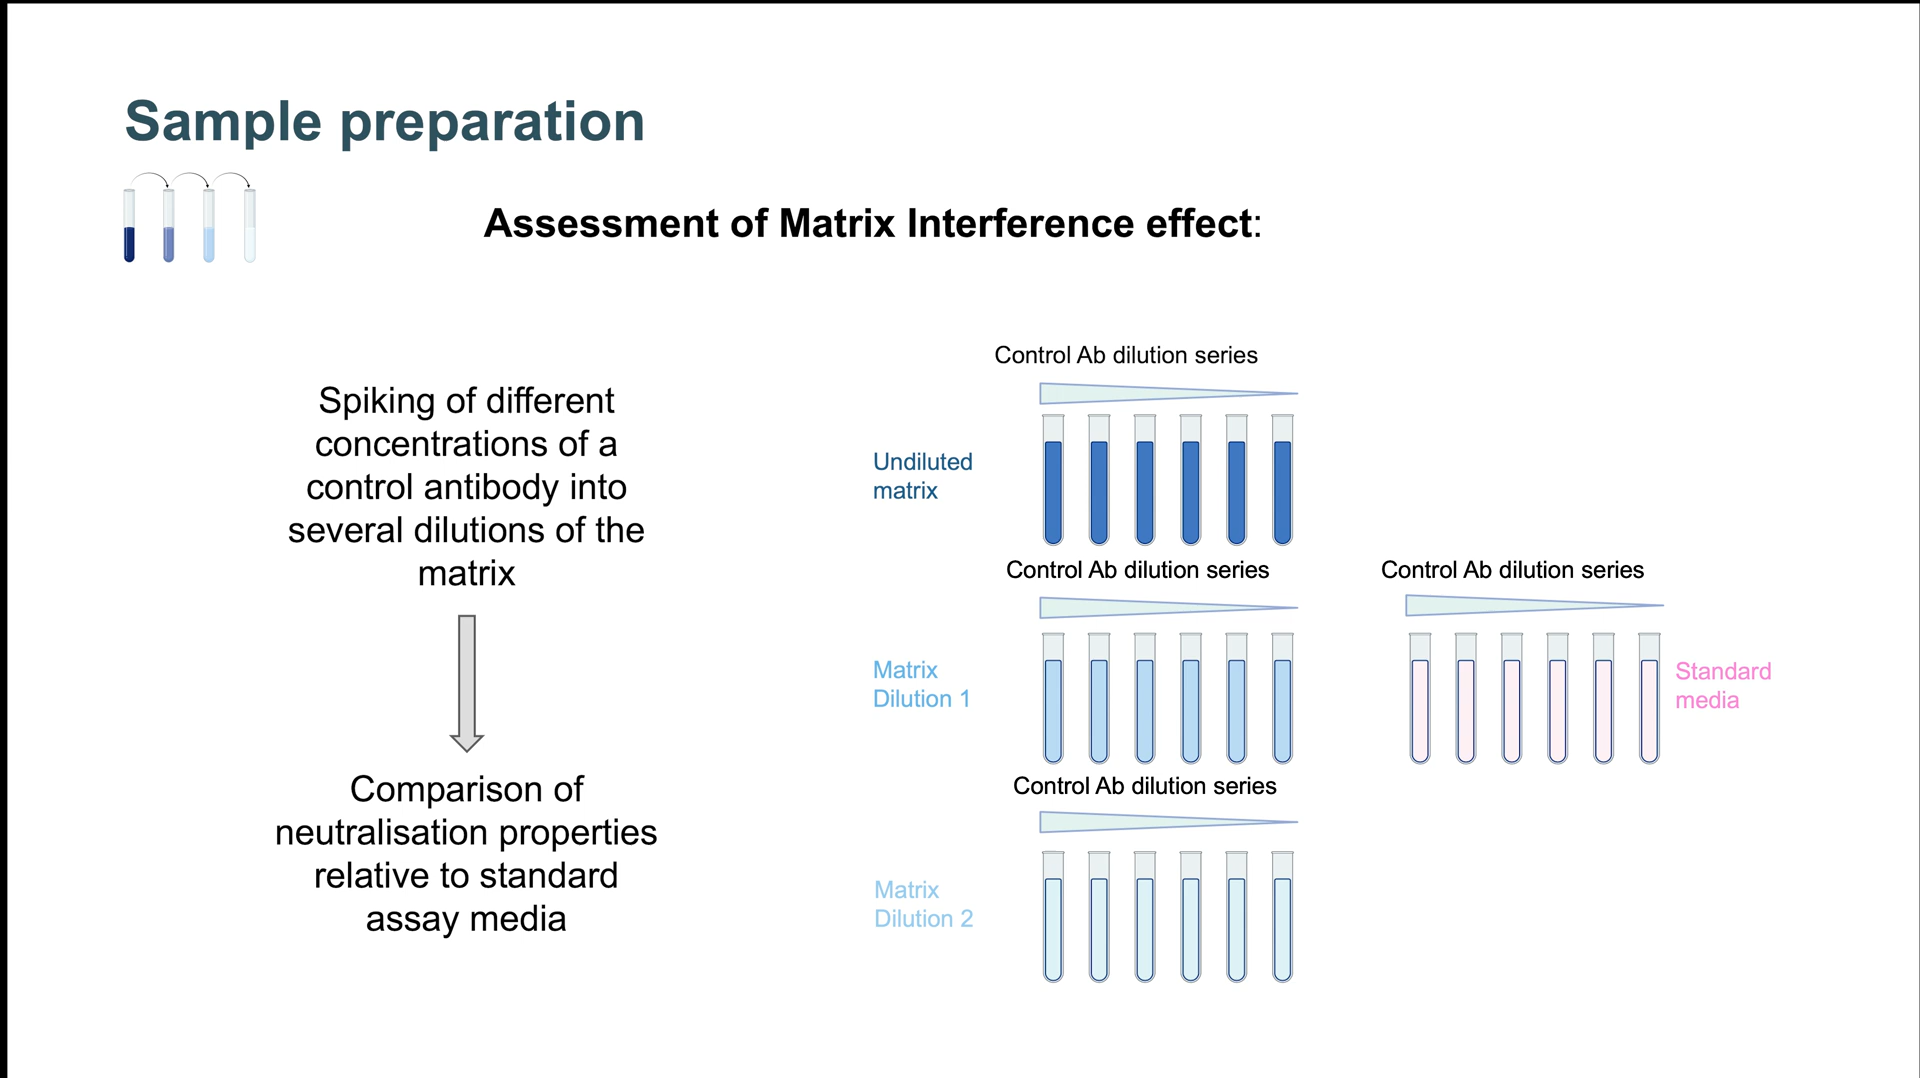 Sample preparation
Assessment of Matrix Interference effect:
Spiking of different
concentrations of a
control antibody into
several dilutions of the
matrix
Comparison of
neutralisation properties
relative to standard
assay media
Control Ab dilution series
Undiluted
matrix
Control Ab dilution series
Matrix
Dilution 1
Control Ab dilution series
Matrix
Dilution 2
Control Ab dilution series
Standard
media